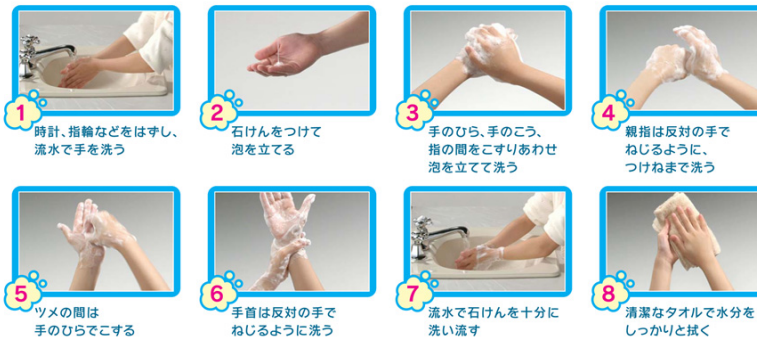 1
時計、指輪などをはずし、
流水で手を洗う
2
石けんをつけて
泡を立てる
3
手のひら、手のこう、
指の間をこすりあわせ
泡を立てて洗う
4
親指は反対の手で
ねじるように、
つけねまで洗う
5
ツメの間は
手のひらでこする
6
手首は反対の手で
ねじるように洗う
7
流水で石けんを十分に
洗い流す
8
清潔なタオルで水分を
しっかりと拭く